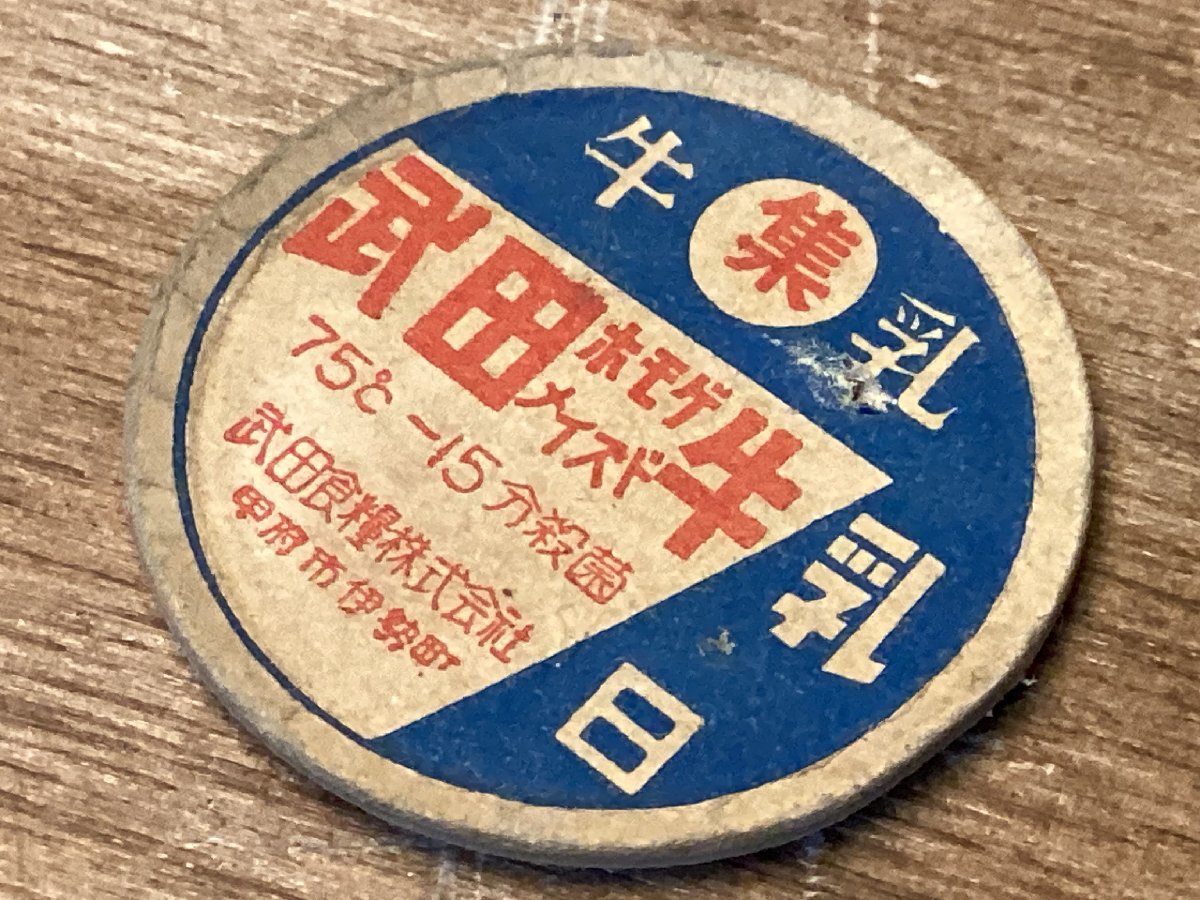 牛集乳
武田ホモゲ牛乳
メイズド
75℃－15分殺菌
武田食糧株式会社
甲府市伊勢町
日